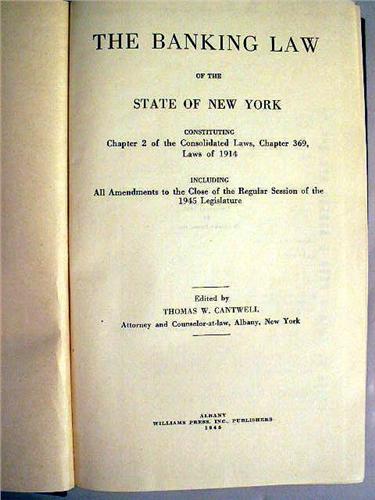 THE BANKING LAW
OF THE
STATE OF NEW YORK
CONSTITUTING
Chapter 2 of the Consolidated Laws, Chapter 369,
Laws of 1914
INCLUDING
All Amendments to the Close of the Regular Session of the
1945 Legislature
Edited by
THOMAS W. CANTWELL
Attorney and Counselor-at-law, Albany, New York
ALBANY
WILLIAMS PRESS, INC., PUBLISHERS
1945